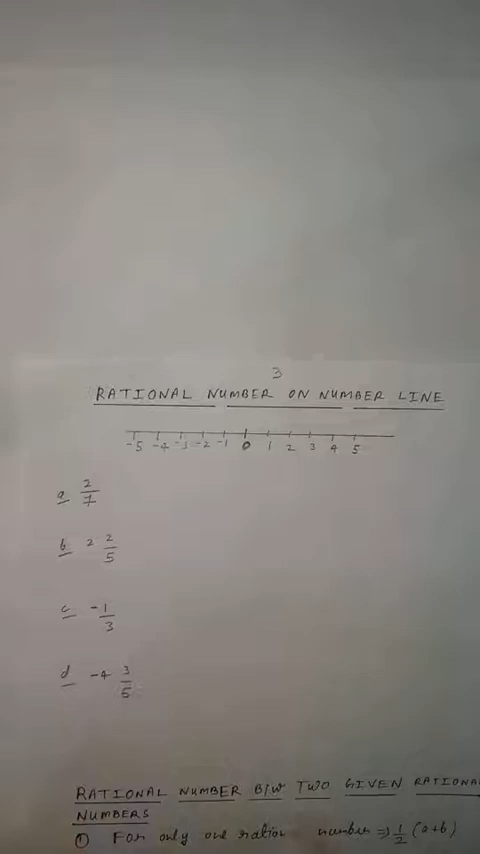 3
RATIONAL NUMBER ON NUMBER LINE
-5 -4 -3 -2 -1 0 1 2 3 4 5
a 2/7
b 2 2/5
c -1/3
d -4 3/5
RATIONAL NUMBER B/W TWO GIVEN RATIONAL
NUMBERS
① For only one ration number => 1/2 (a+b)